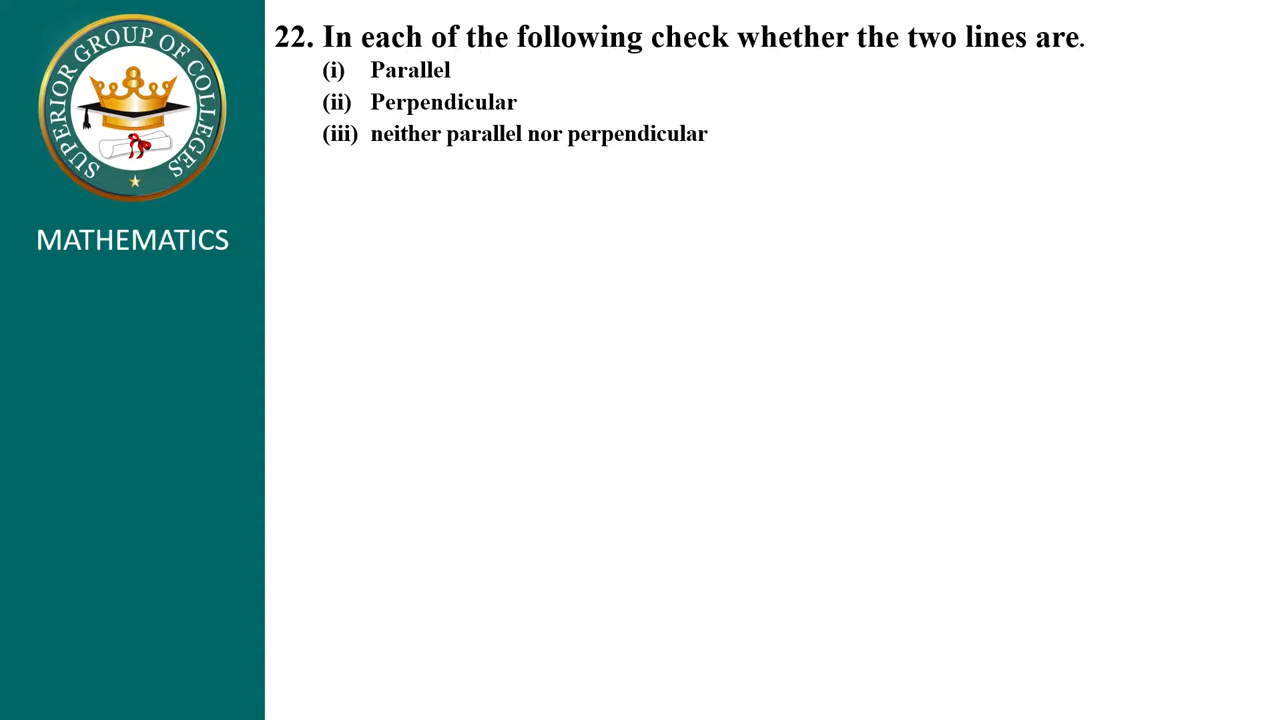 SUPERIOR GROUP OF COLLEGES
MATHEMATICS
22. In each of the following check whether the two lines are.
(i) Parallel
(ii) Perpendicular
(iii) neither parallel nor perpendicular